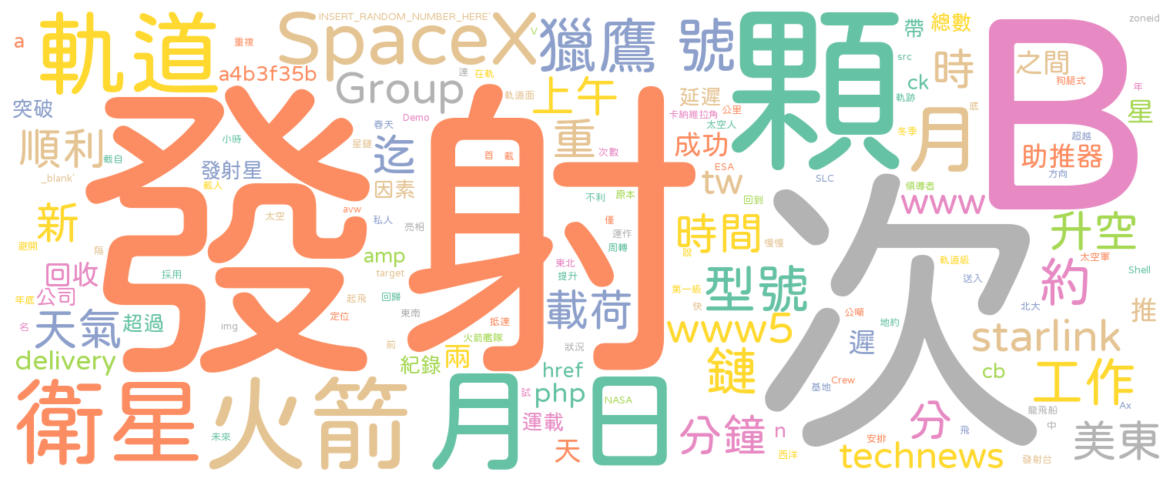 INSERT_RANDOM_NUMBER_HERE
zoneid
軌道
SpaceX
獵鷹
號
顆
B
帶
總數
a
重複
a4b3f35b
v
src
時
之間
狗腿式
Group
達
在軌
上午
ck
年
突破
軌道面
延遲
軌跡
星
卡納維拉角
公里
順利
小時
春天
Demo
迄
重
太空人
冬季
底
月
超越
截自
星鏈
首
載
次數
成功
助推器
發射
發射星
_blank
載入
因素
ESA
tw
SLC
方向
不利
原本
回到
領導者
www
新
太空
avw
私人
亮相
僅
運作
次
升空
避開
隔
amp
周轉
時間
慢慢
軌道級
太空軍
回收
採用
target
東北
提升
段
送入
Shell
公司
年底
起飛
回歸
載荷
第一級
型號
約
北大
名
天氣
超過
img
定位
東南
抵達
快
公噸
推
火箭艦隊
www5
地約
starlink
delivery
前
紀錄
兩
狀況
遲
href
鏈
Crew
基地
cb
工作
衛星
火箭
月
日
php
試
NASA
Ax
運載
分鐘
n
分
龍飛船
中
未來
天
安排
飛
美東
西洋
technews
發射台